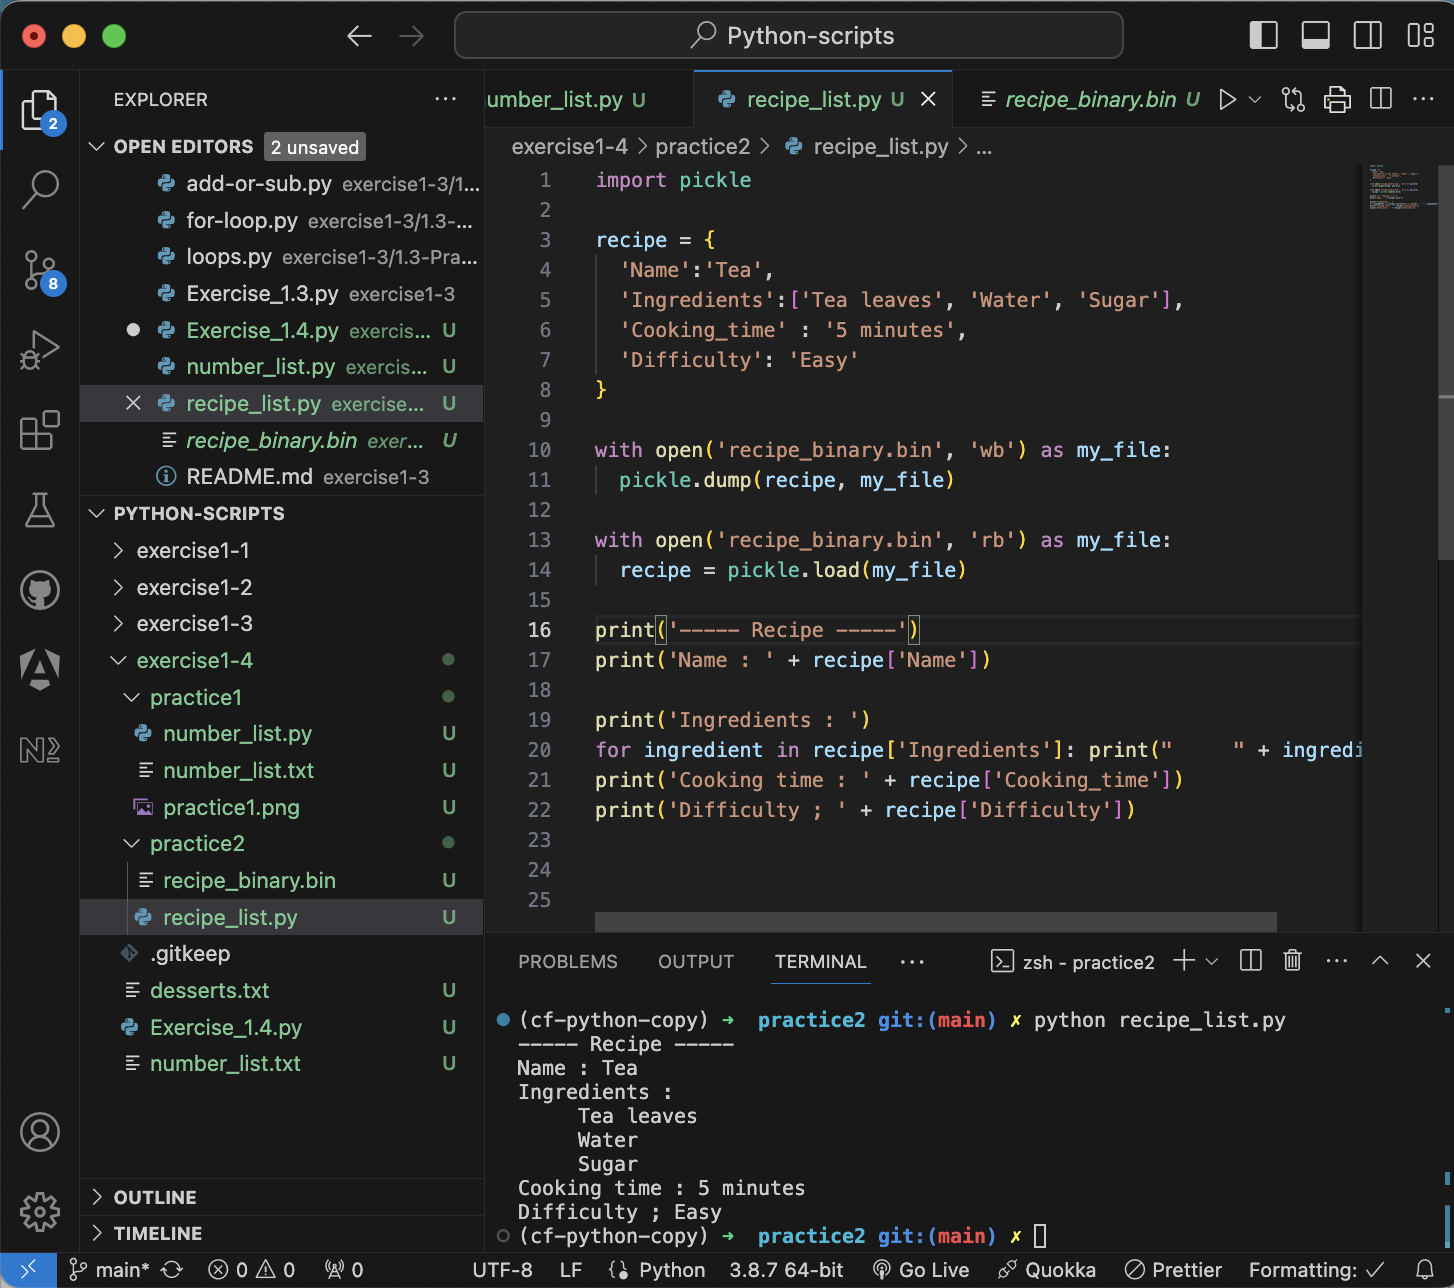 Python-scripts
EXPLORER
OPEN EDITORS 2 unsaved
add-or-sub.py exercise1-3/1...
for-loop.py exercise1-3/1.3-...
loops.py exercise1-3/1.3-Pra...
Exercise_1.3.py exercise1-3
Exercise_1.4.py exercis... U
number_list.py exercis... U
recipe_list.py exercise... U
recipe_binary.bin exer... U
README.md exercise1-3
PYTHON-SCRIPTS
exercise1-1
exercise1-2
exercise1-3
exercise1-4
practice1
number_list.py U
number_list.txt U
practice1.png U
practice2
recipe_binary.bin U
recipe_list.py U
.gitkeep
desserts.txt U
Exercise_1.4.py U
number_list.txt U
OUTLINE
TIMELINE
2
8
umber_list.py U recipe_list.py U recipe_binary.bin U
exercise1-4 > practice2 > recipe_list.py > ...
1 import pickle
2
3 recipe = {
4 'Name':'Tea',
5 'Ingredients':['Tea leaves', 'Water', 'Sugar'],
6 'Cooking_time' : '5 minutes',
7 'Difficulty': 'Easy'
8 }
9
10 with open('recipe_binary.bin', 'wb') as my_file:
11 pickle.dump(recipe, my_file)
12
13 with open('recipe_binary.bin', 'rb') as my_file:
14 recipe = pickle.load(my_file)
15
16 print('----- Recipe -----')
17 print('Name : ' + recipe['Name'])
18
19 print('Ingredients : ')
20 for ingredient in recipe['Ingredients']: print("     " + ingredi
21 print('Cooking time : ' + recipe['Cooking_time'])
22 print('Difficulty ; ' + recipe['Difficulty'])
23
24
25
PROBLEMS OUTPUT TERMINAL ... zsh - practice2
(cf-python-copy) ➜ practice2 git:(main) ✗ python recipe_list.py
----- Recipe -----
Name : Tea
Ingredients :
Tea leaves
Water
Sugar
Cooking time : 5 minutes
Difficulty ; Easy
(cf-python-copy) ➜ practice2 git:(main) ✗
main* 0 0 0 UTF-8 LF Python 3.8.7 64-bit Go Live Quokka Prettier Formatting: ✓